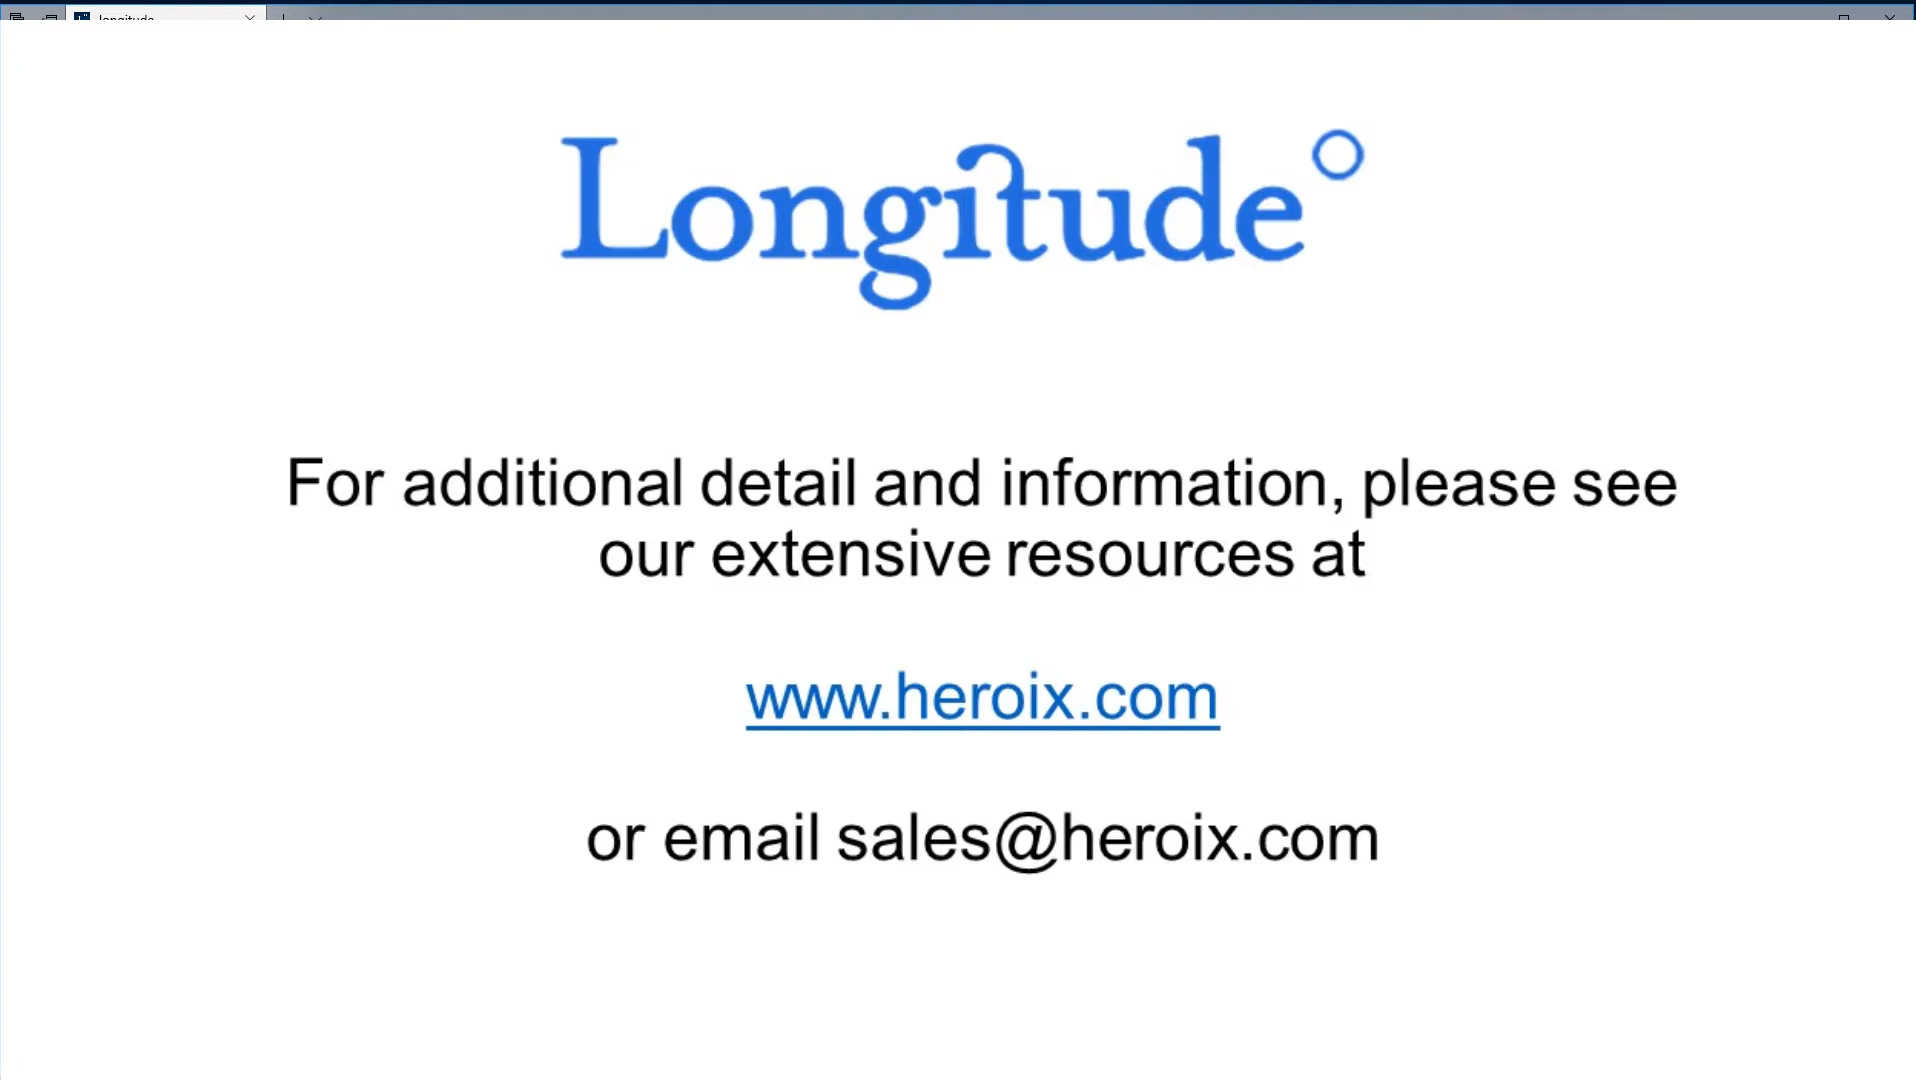 longitude
Longitude°
For additional detail and information, please see
our extensive resources at
www.heroix.com
or email sales@heroix.com